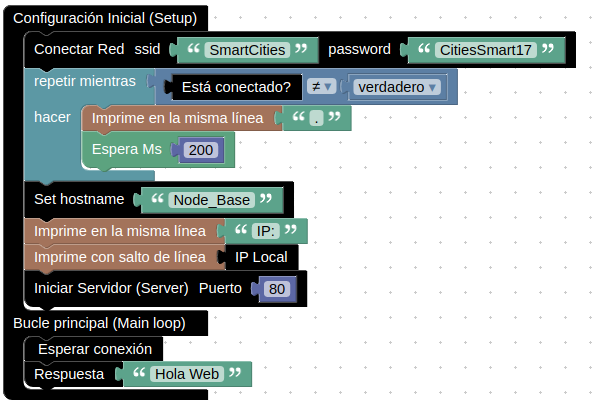 Configuración Inicial (Setup)
Conectar Red ssid “ SmartCities ” password “ CitiesSmart17 ”
repetir mientras Está conectado? ≠ ▾ verdadero ▾
hacer Imprime en la misma línea “ . ”
Espera Ms 200
Set hostname “ Node_Base ”
Imprime en la misma línea “ IP: ”
Imprime con salto de línea IP Local
Iniciar Servidor (Server) Puerto 80
Bucle principal (Main loop)
Esperar conexión
Respuesta “ Hola Web ”